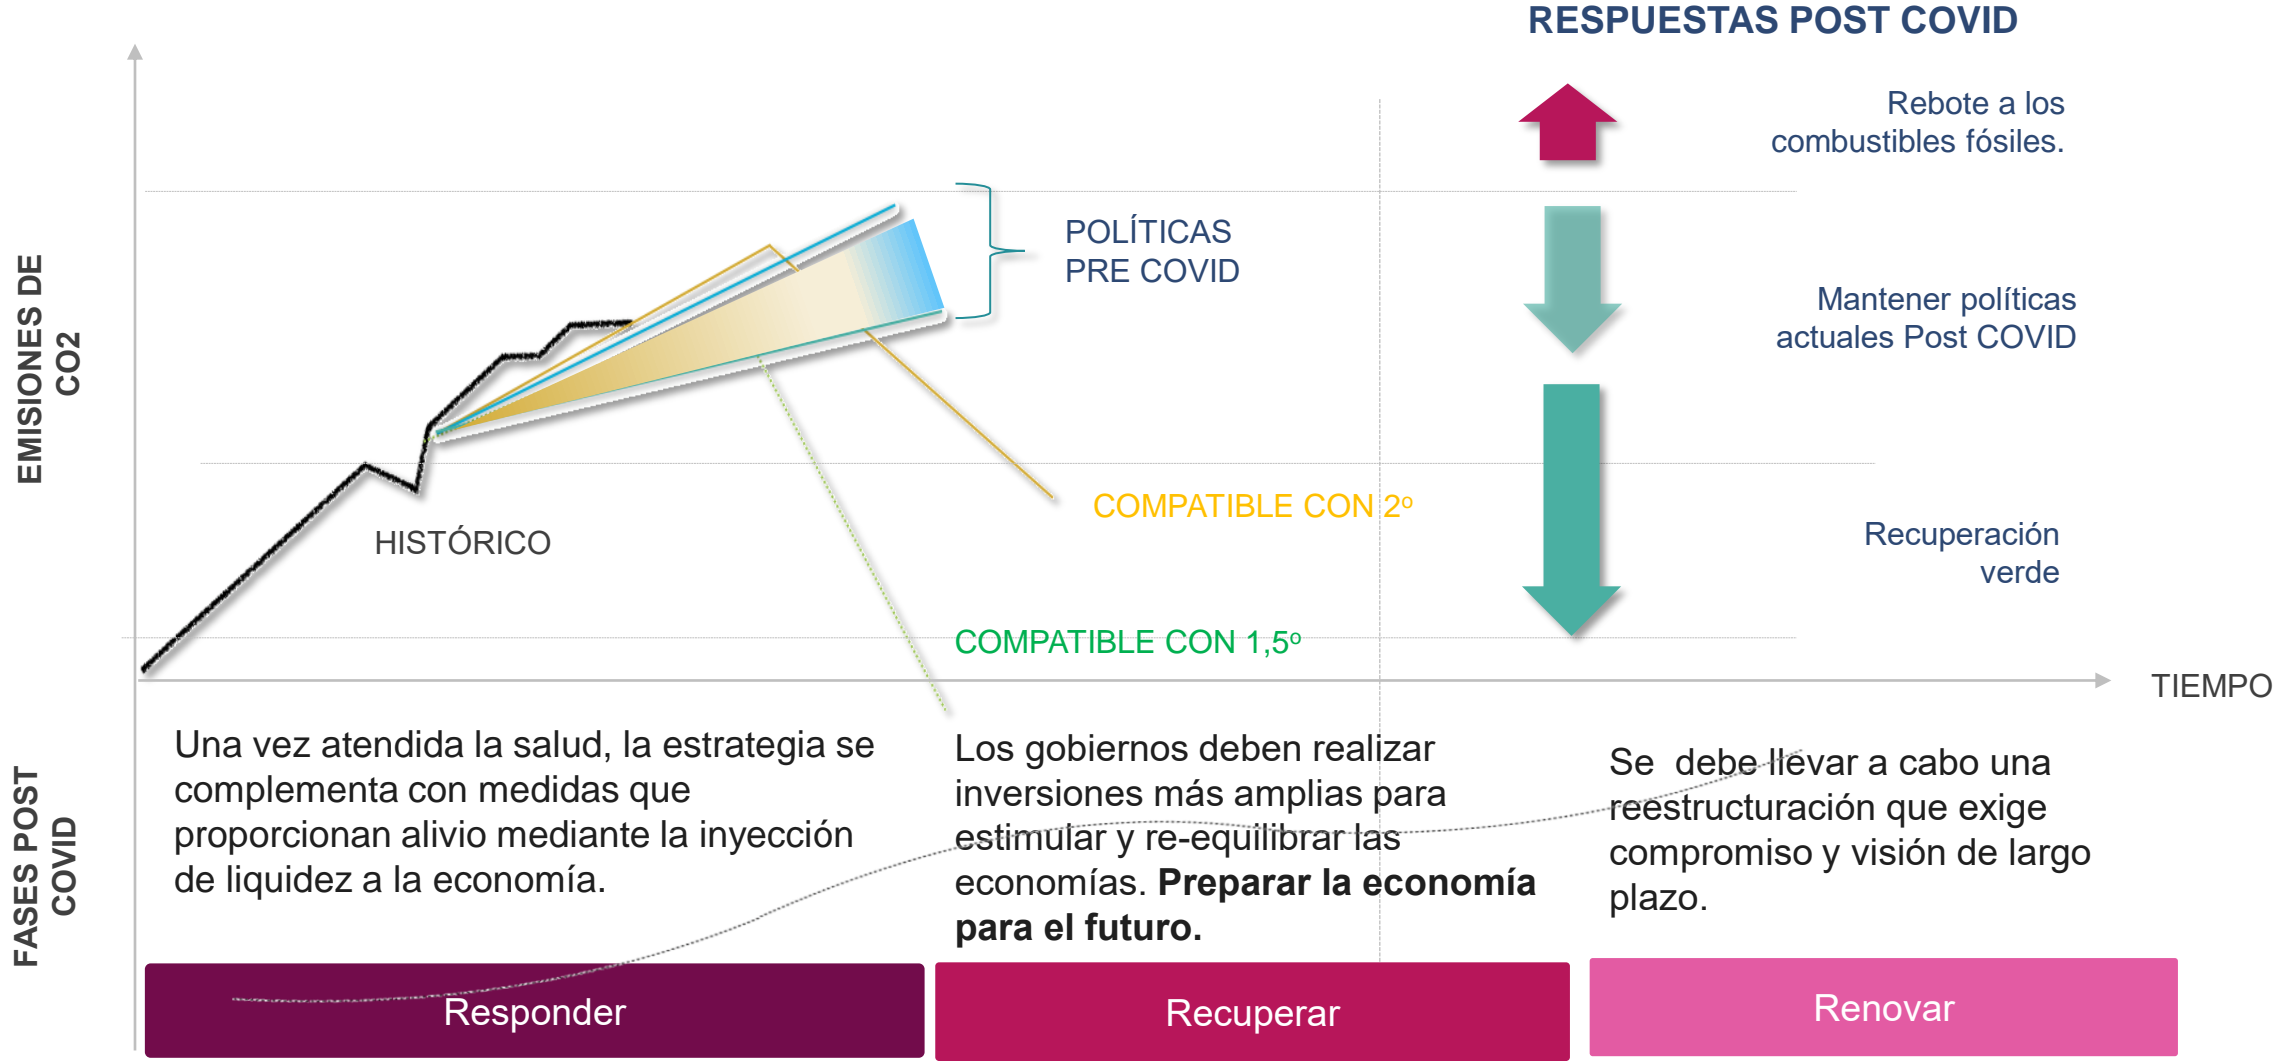 RESPUESTAS POST COVID
Rebote a los
combustibles fósiles.
POLÍTICAS
PRE COVID
Mantener políticas
actuales Post COVID
EMISIONES DE
CO2
COMPATIBLE CON 2º
HISTÓRICO
Recuperación
verde
COMPATIBLE CON 1,5º
TIEMPO
FASES POST
COVID
Una vez atendida la salud, la estrategia se
complementa con medidas que
proporcionan alivio mediante la inyección
de liquidez a la economía.
Los gobiernos deben realizar
inversiones más amplias para
estimular y re-equilibrar las
economías. Preparar la economía
para el futuro.
Se  debe llevar a cabo una
reestructuración que exige
compromiso y visión de largo
plazo.
Responder
Recuperar
Renovar